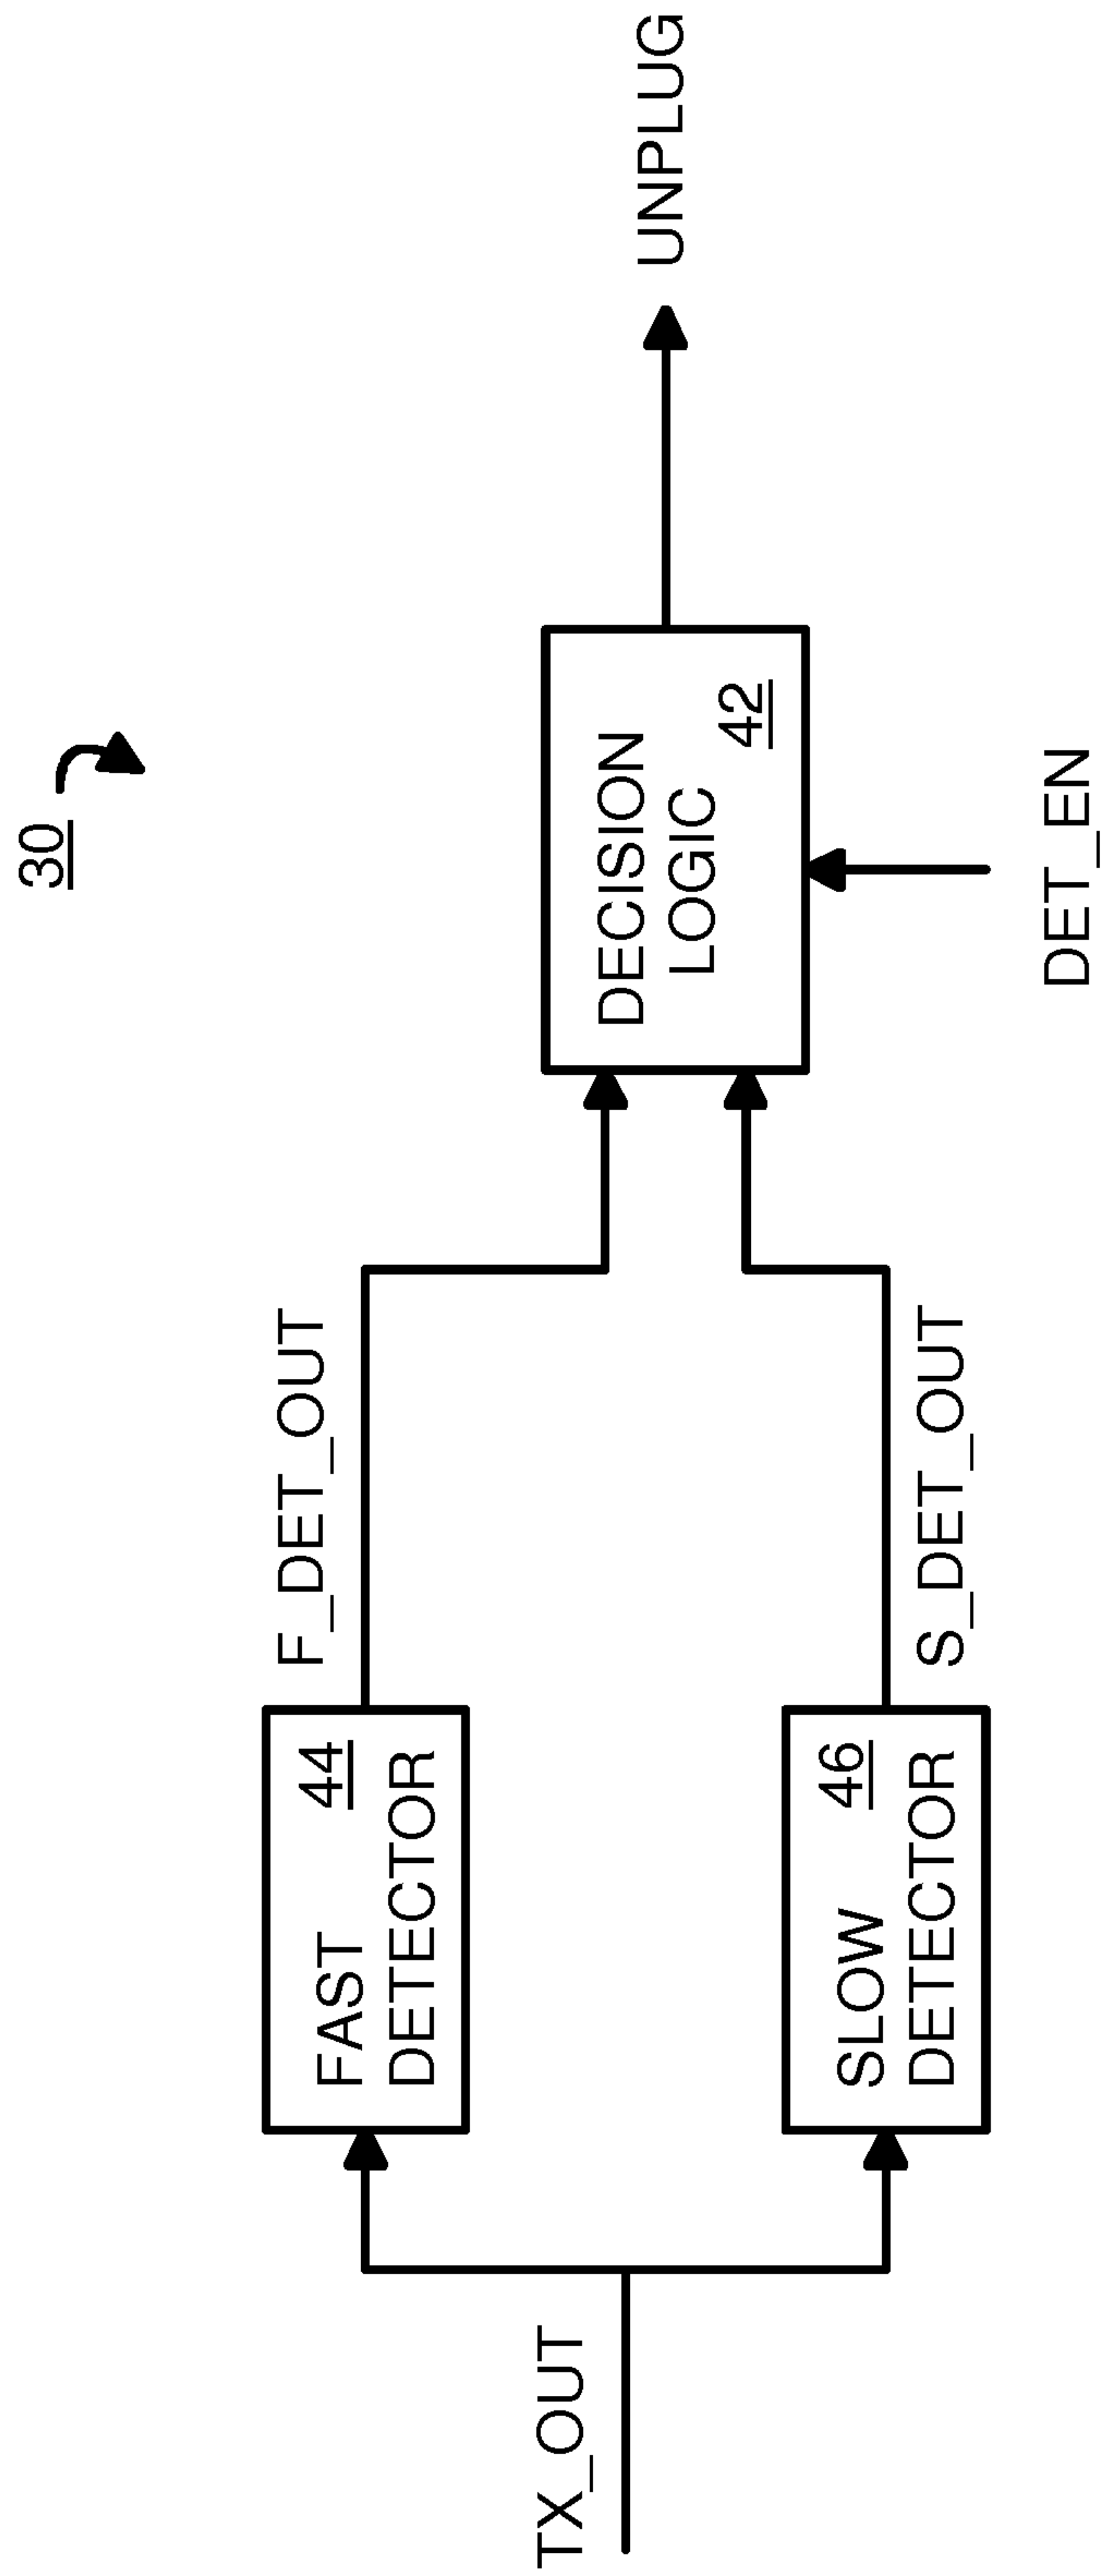 30
TX_OUT
FAST
44
DETECTOR
F_DET_OUT
SLOW
46
DETECTOR
S_DET_OUT
DECISION
LOGIC
42
DET_EN
UNPLUG